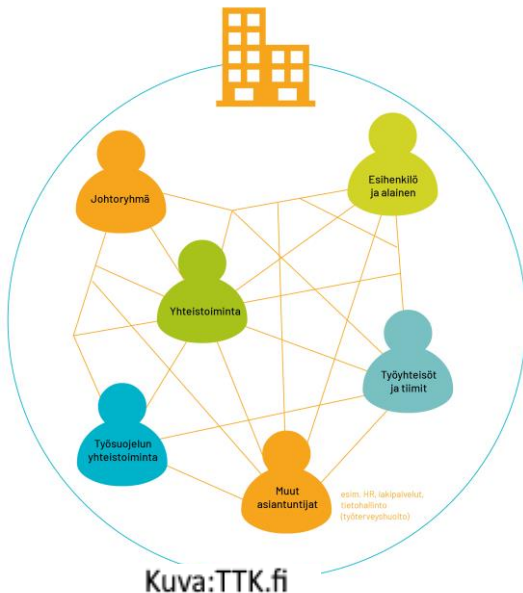 Johtoryhmä
Esihenkilö
ja alainen
Yhteistoiminta
Työyhteisöt
ja tiimit
Työsuojelun
yhteistoiminta
Muut
asiantuntijat
esim. HR, lakipalvelut,
tietohallinto
(työterveyshuolto)
Kuva:TTK.fi